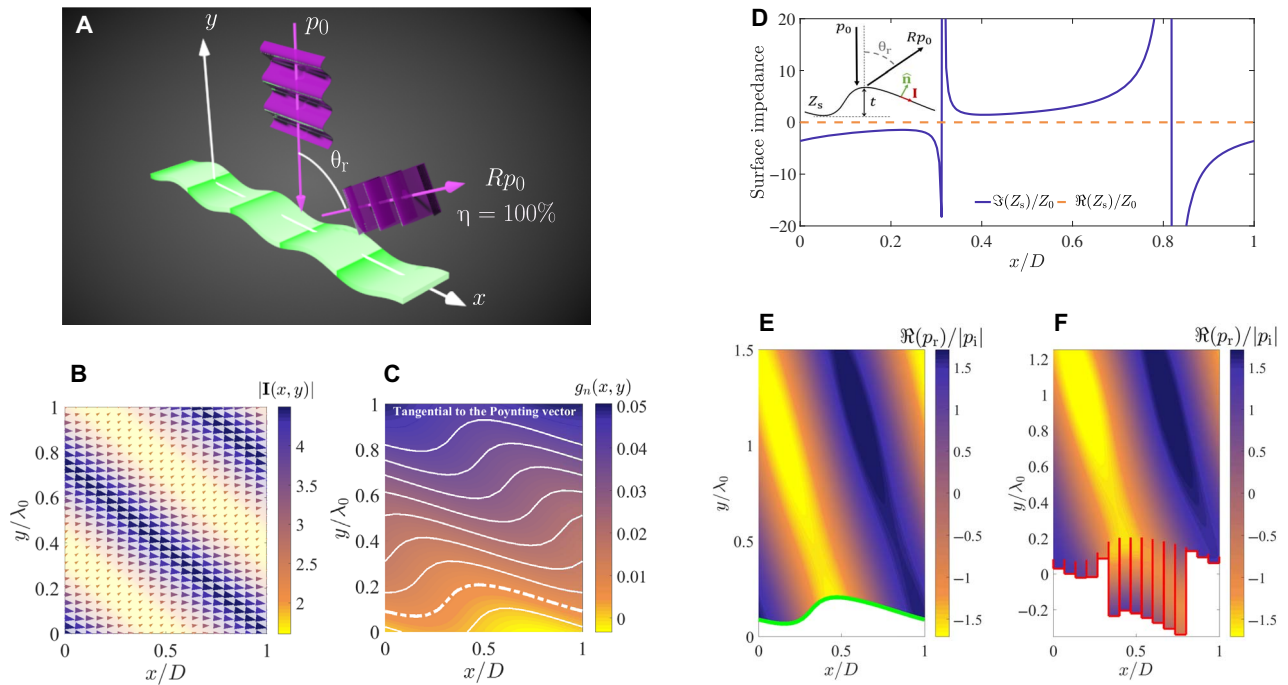 A
y
p₀
θᵣ
Rp₀
η = 100%
x
B
|I(x, y)|
1
0.8
0.6
0.4
0.2
0
y/λ₀
0
0.5
1
x/D
4
3
2
C
gₙ(x, y)
Tangential to the Poynting vector
1
0.8
0.6
0.4
0.2
0
y/λ₀
0
0.5
1
x/D
0.05
0.04
0.03
0.02
0.01
0
D
20
10
0
−10
−20
Surface impedance
p₀
θᵣ
Rp₀
n̂
I
Zₛ
t
ℑ(Zₛ)/Z₀
ℜ(Zₛ)/Z₀
0
0.2
0.4
0.6
0.8
1
x/D
E
ℜ(pᵣ)/|pᵢ|
1.5
1
0.5
0
y/λ₀
0
0.5
1
x/D
1.5
1
0.5
0
−0.5
−1
−1.5
F
ℜ(pᵣ)/|pᵢ|
1.2
1
0.8
0.6
0.4
0.2
0
−0.2
y/λ₀
0
0.5
1
x/D
1.5
1
0.5
0
−0.5
−1
−1.5